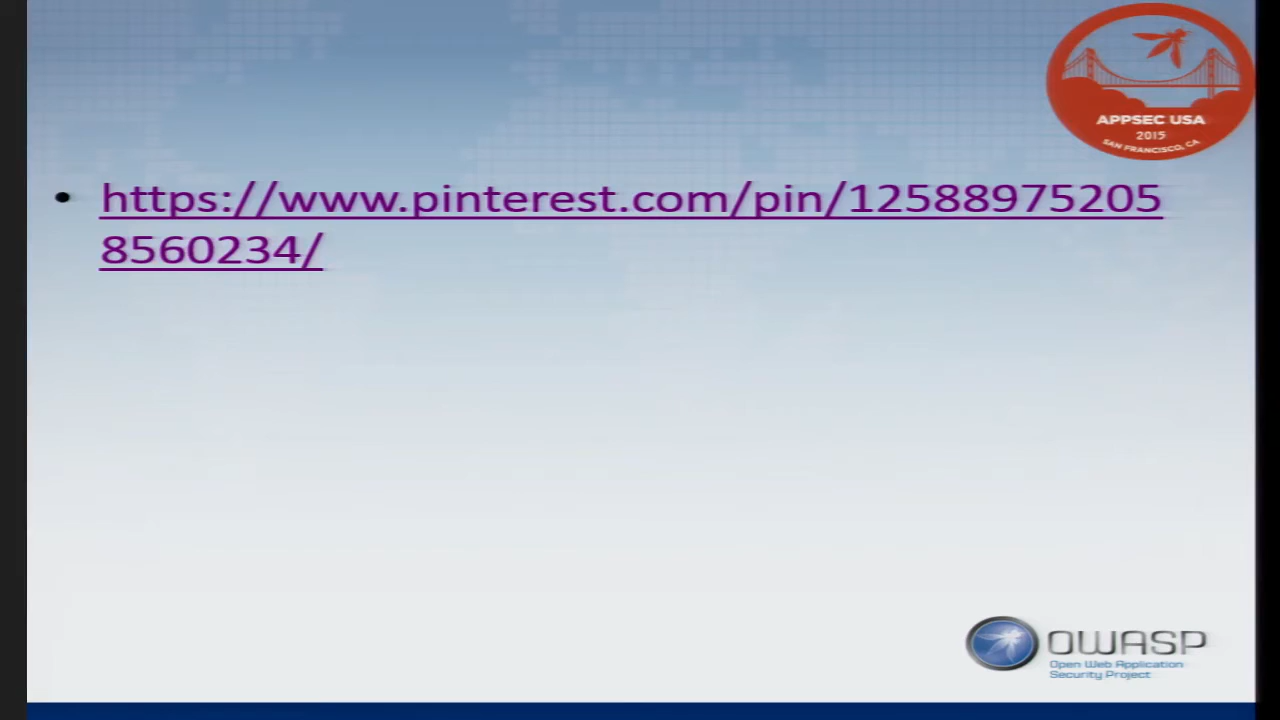 APPSEC USA
2015
SAN FRANCISCO, CA
• https://www.pinterest.com/pin/12588975205
8560234/
OWASP
Open Web Application
Security Project